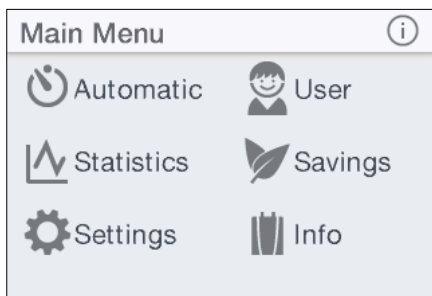 Main Menu
Automatic
User
Statistics
Savings
Settings
Info